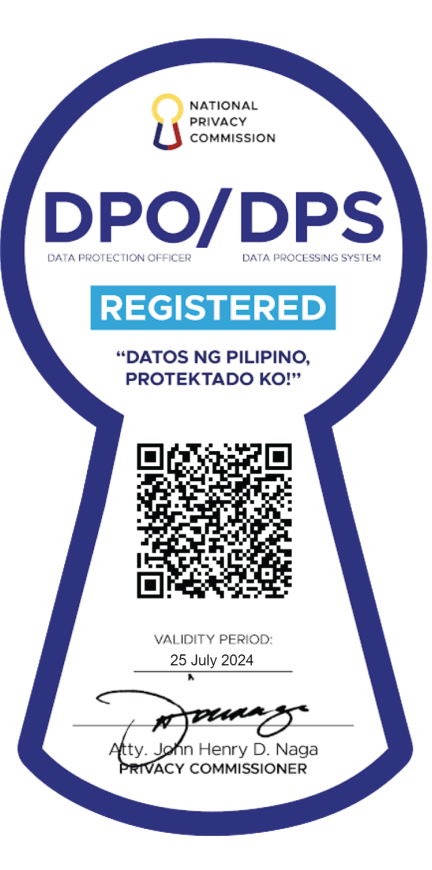 NATIONAL
PRIVACY
COMMISSION
DPO/DPS
DATA PROTECTION OFFICER DATA PROCESSING SYSTEM
REGISTERED
“DATOS NG PILIPINO,
PROTEKTADO KO!”
VALIDITY PERIOD:
25 July 2024
Atty. John Henry D. Naga
PRIVACY COMMISSIONER